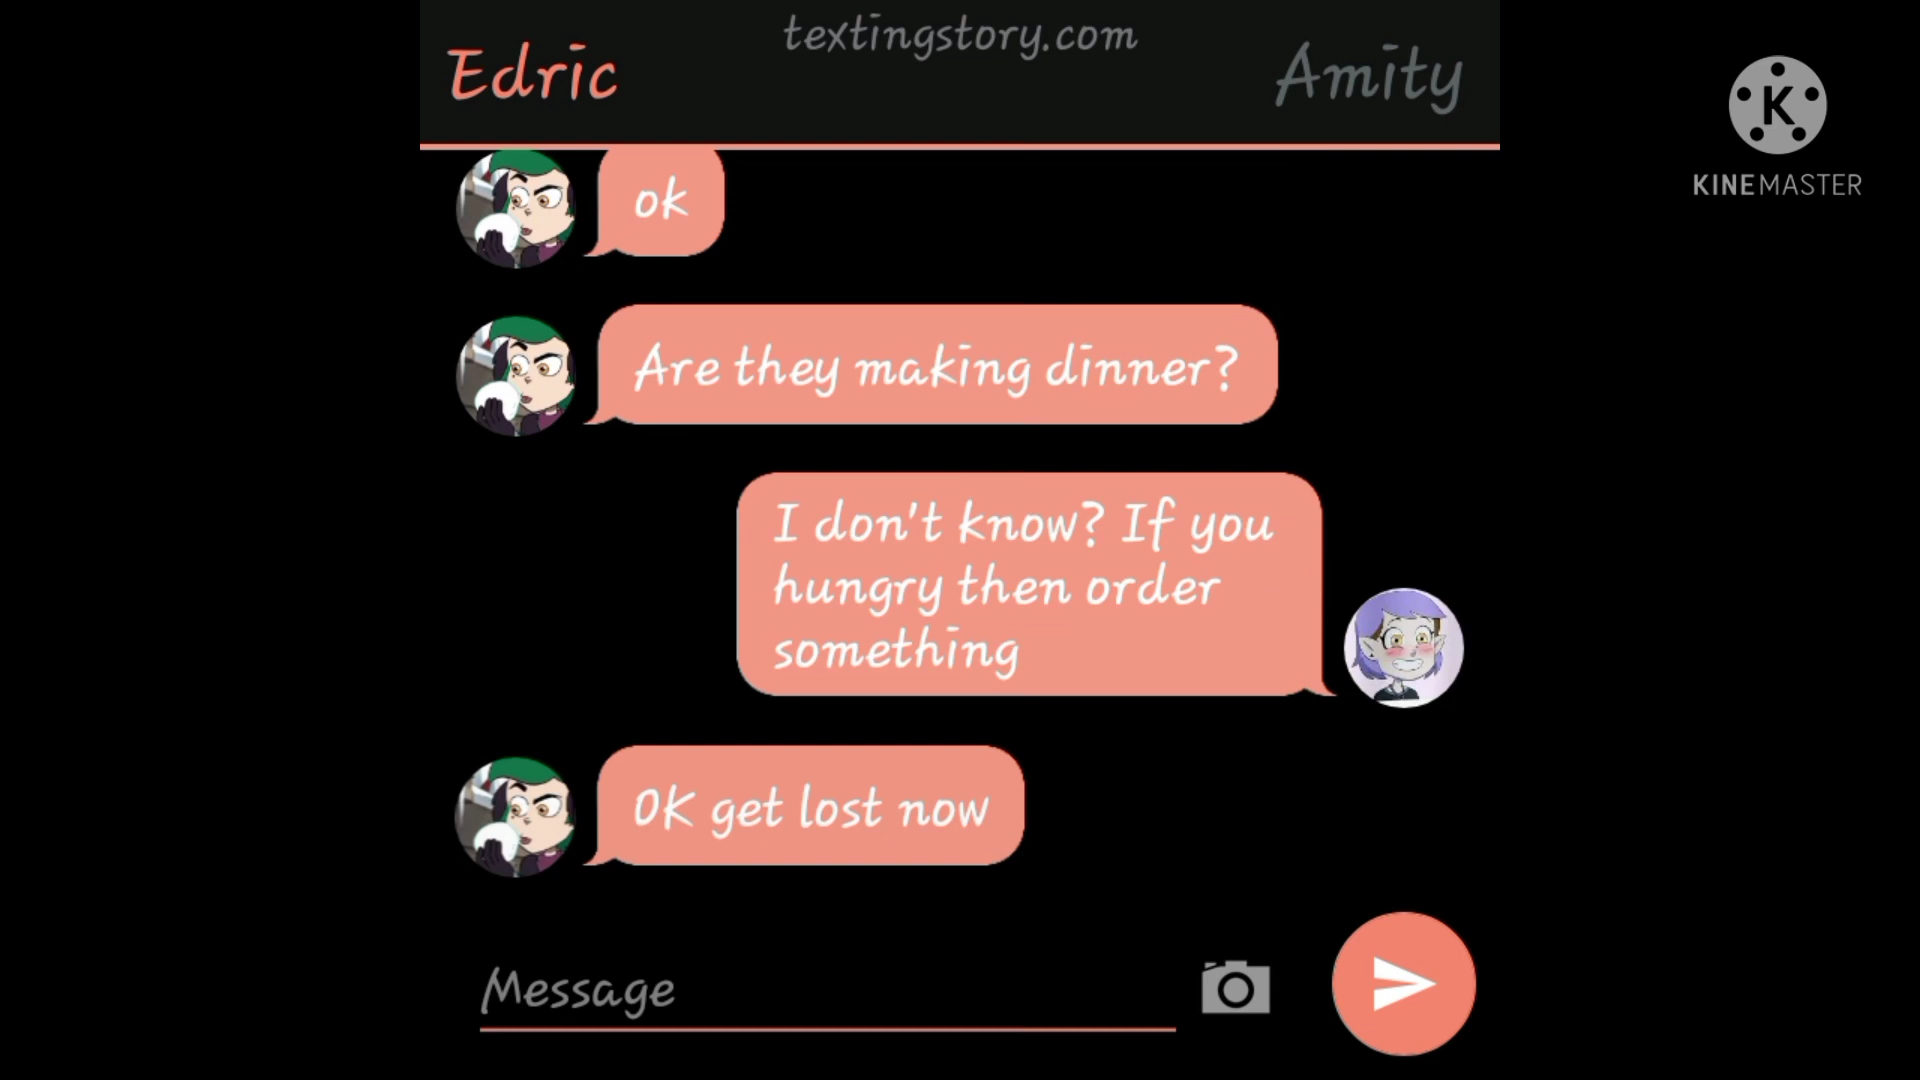 textingstory.com
Edric
Amity
K
KINEMASTER
ok
Are they making dinner?
I don't know? If you
hungry then order
something
OK get lost now
Message